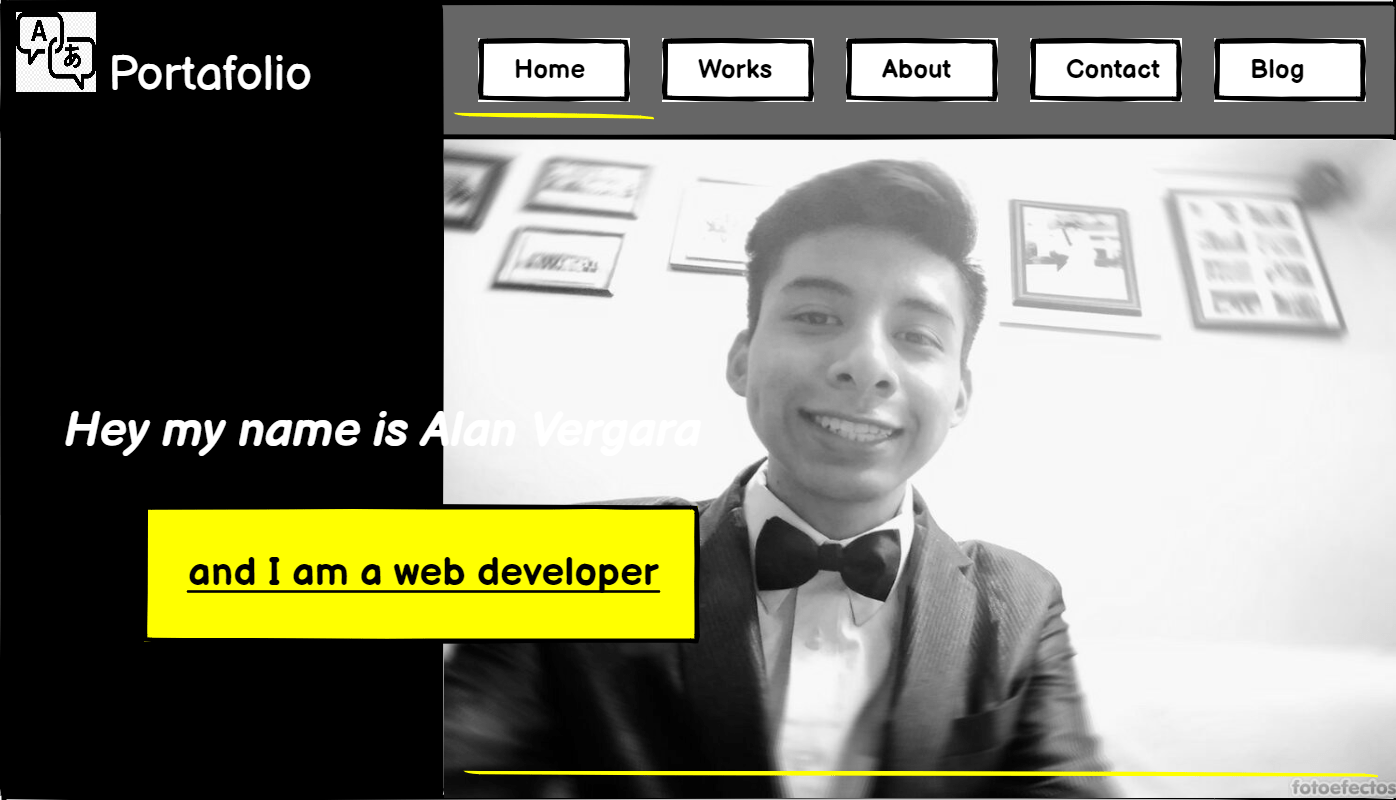 A
あ
Portafolio
Home
Works
About
Contact
Blog
Hey my name is Alan Vergara
and I am a web developer
fotoefectos